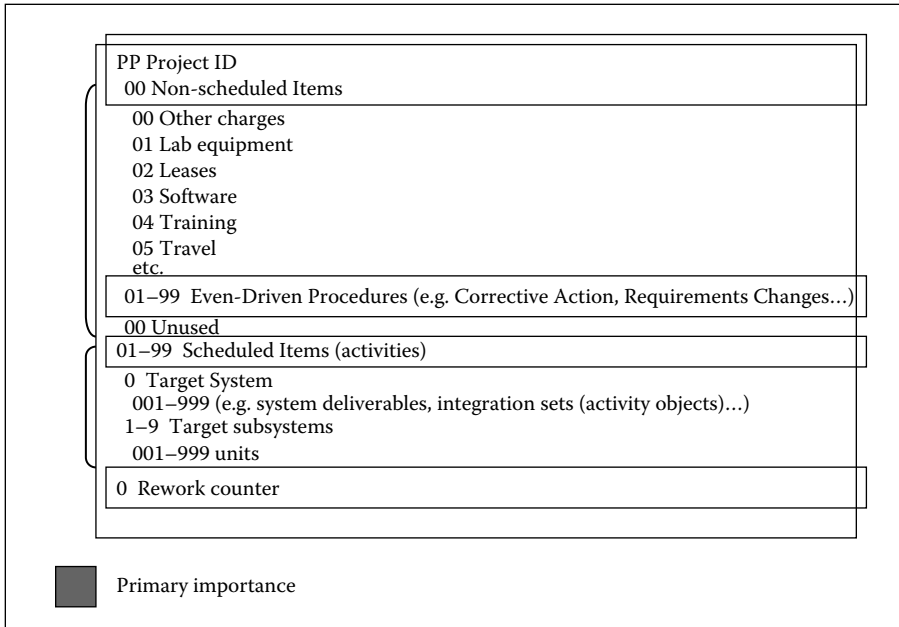 PP Project ID
00 Non-scheduled Items
00 Other charges
01 Lab equipment
02 Leases
03 Software
04 Training
05 Travel
etc.
01–99 Even-Driven Procedures (e.g. Corrective Action, Requirements Changes...)
00 Unused
01–99 Scheduled Items (activities)
0 Target System
001–999 (e.g. system deliverables, integration sets (activity objects)...)
1–9 Target subsystems
001–999 units
0 Rework counter
Primary importance